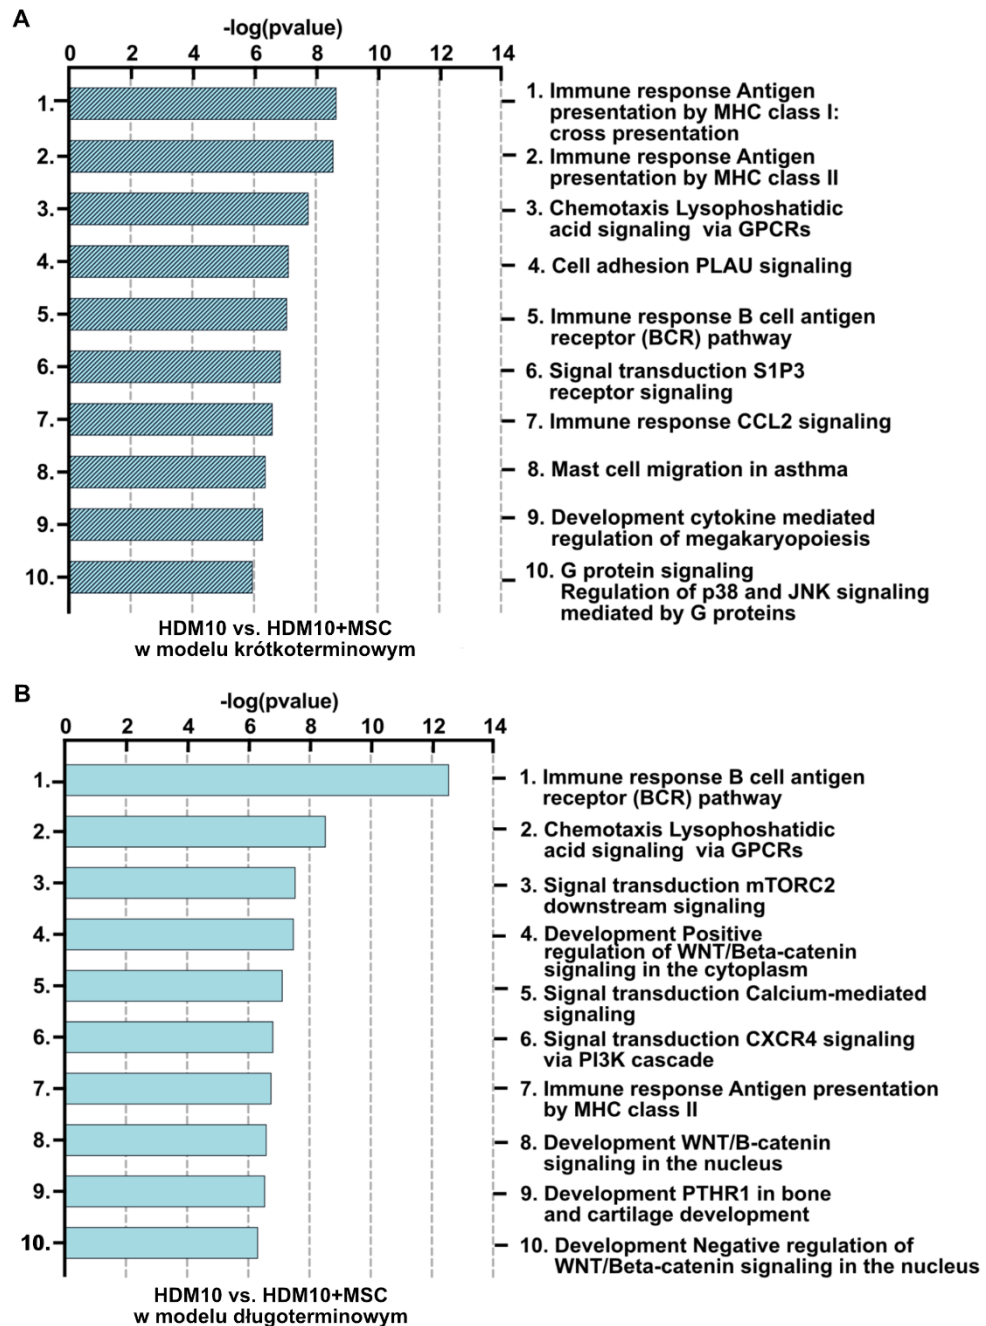 A
-log(pvalue)
0 2 4 6 8 10 12 14
1.
2.
3.
4.
5.
6.
7.
8.
9.
10.
1. Immune response Antigen
presentation by MHC class I:
cross presentation
2. Immune response Antigen
presentation by MHC class II
3. Chemotaxis Lysophoshatidic
acid signaling via GPCRs
4. Cell adhesion PLAU signaling
5. Immune response B cell antigen
receptor (BCR) pathway
6. Signal transduction S1P3
receptor signaling
7. Immune response CCL2 signaling
8. Mast cell migration in asthma
9. Development cytokine mediated
regulation of megakaryopoiesis
10. G protein signaling
Regulation of p38 and JNK signaling
mediated by G proteins
HDM10 vs. HDM10+MSC
w modelu krótkoterminowym
B
-log(pvalue)
0 2 4 6 8 10 12 14
1.
2.
3.
4.
5.
6.
7.
8.
9.
10.
1. Immune response B cell antigen
receptor (BCR) pathway
2. Chemotaxis Lysophoshatidic
acid signaling via GPCRs
3. Signal transduction mTORC2
downstream signaling
4. Development Positive
regulation of WNT/Beta-catenin
signaling in the cytoplasm
5. Signal transduction Calcium-mediated
signaling
6. Signal transduction CXCR4 signaling
via PI3K cascade
7. Immune response Antigen presentation
by MHC class II
8. Development WNT/B-catenin
signaling in the nucleus
9. Development PTHR1 in bone
and cartilage development
10. Development Negative regulation of
WNT/Beta-catenin signaling in the nucleus
HDM10 vs. HDM10+MSC
w modelu długoterminowym